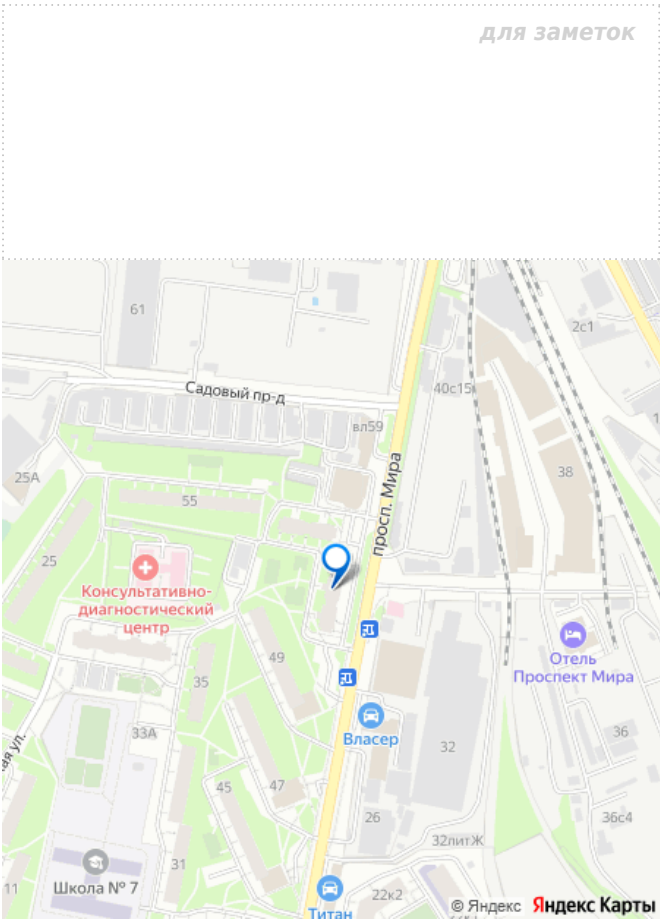 для заметок
61
2с1
Садовый пр-д
40с15
вл59
25А
38
55
просп. Мира
25
Консультативно-
диагностический
центр
49
Отель
Проспект Мира
35
33А
Власер
36
32
45
47
36с4
26
32литЖ
31
Школа № 7
11
22к2
Титан
© Яндекс Яндекс Карты